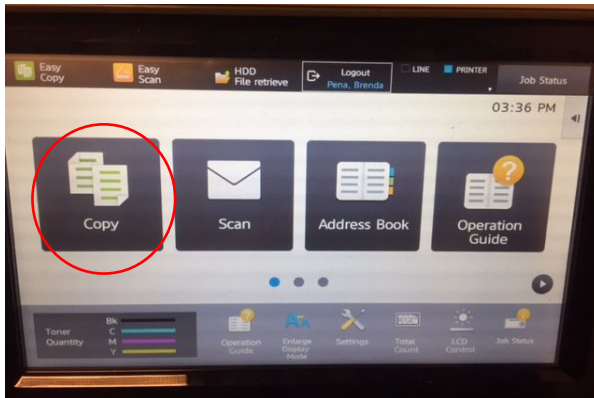 Easy
Copy
Easy
Scan
HDD
File retrieve
Logout
Pena, Brenda
LINE
PRINTER
Job Status
03:36 PM
Copy
Scan
Address Book
Operation
Guide
Toner
Quantity
Bk
C
M
Y
Operation
Guide
Enlarge
Display
Mode
Settings
Total
Count
LCD
Control
Job Status